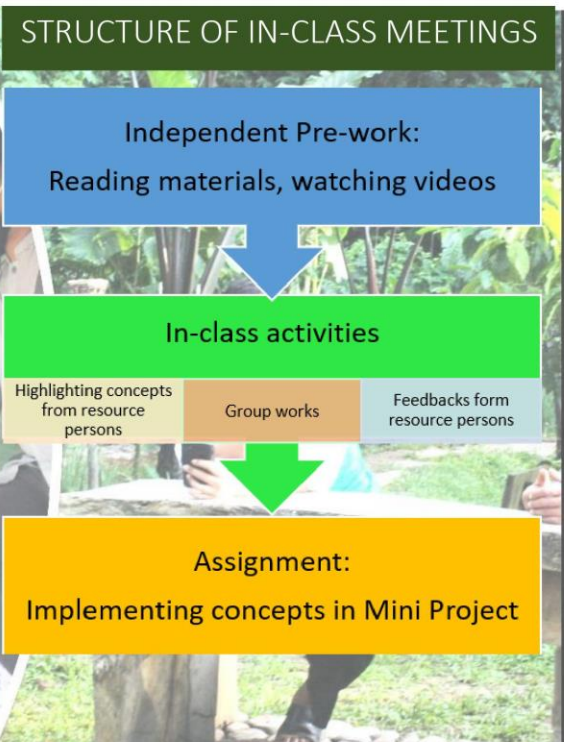 STRUCTURE OF IN-CLASS MEETINGS
Independent Pre-work:
Reading materials, watching videos
In-class activities
Highlighting concepts
from resource
persons
Group works
Feedbacks form
resource persons
Assignment:
Implementing concepts in Mini Project